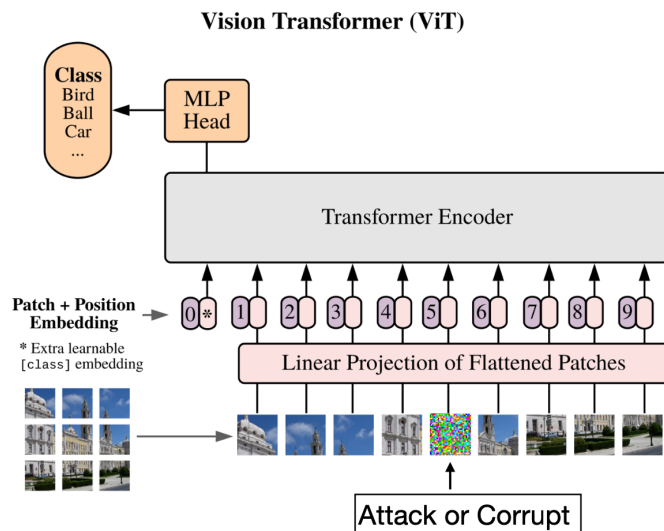 Vision Transformer (ViT)
Class
Bird
Ball
Car
...
MLP
Head
Transformer Encoder
Patch + Position
Embedding
* Extra learnable
[class] embedding
0 * 1 2 3 4 5 6 7 8 9
Linear Projection of Flattened Patches
Attack or Corrupt